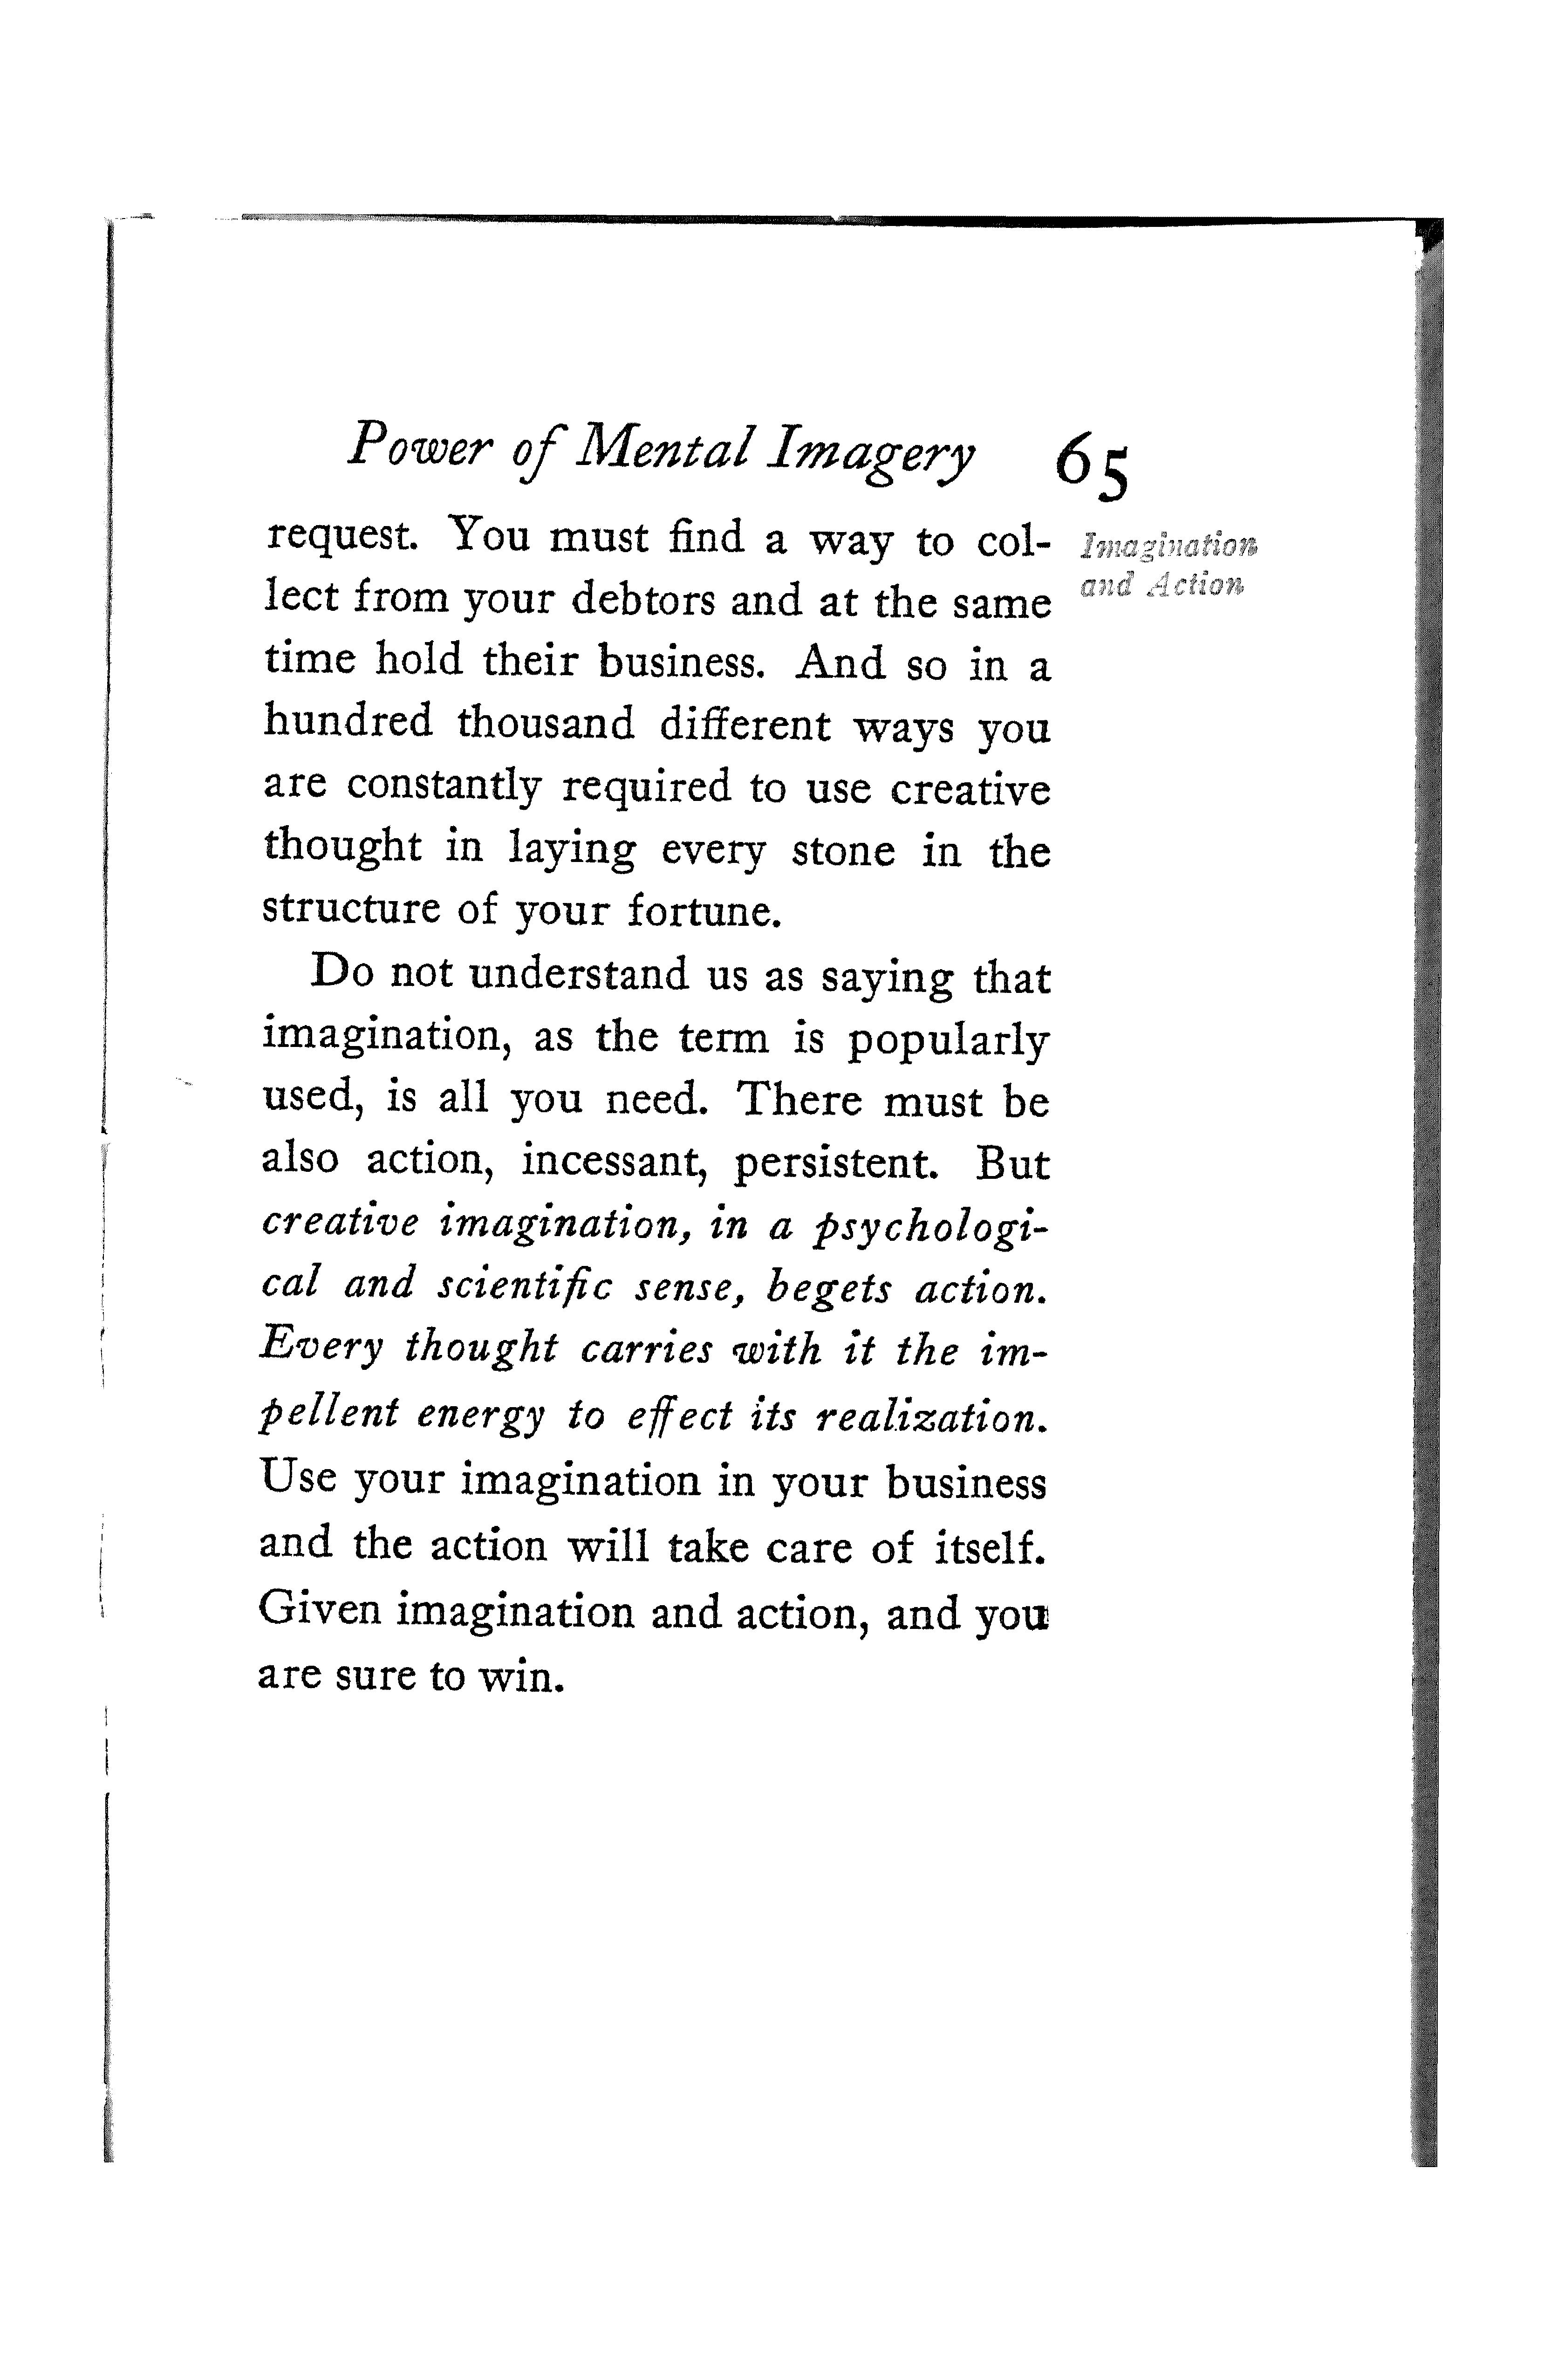 Power of Mental Imagery 65
request. You must find a way to col-
lect from your debtors and at the same
time hold their business. And so in a
hundred thousand different ways you
are constantly required to use creative
thought in laying every stone in the
structure of your fortune.
Do not understand us as saying that
imagination, as the term is popularly
used, is all you need. There must be
also action, incessant, persistent. But
creative imagination, in a psychologi-
cal and scientific sense, begets action.
Every thought carries with it the im-
pellent energy to effect its realization.
Use your imagination in your business
and the action will take care of itself.
Given imagination and action, and you
are sure to win.
Imagination
and Action